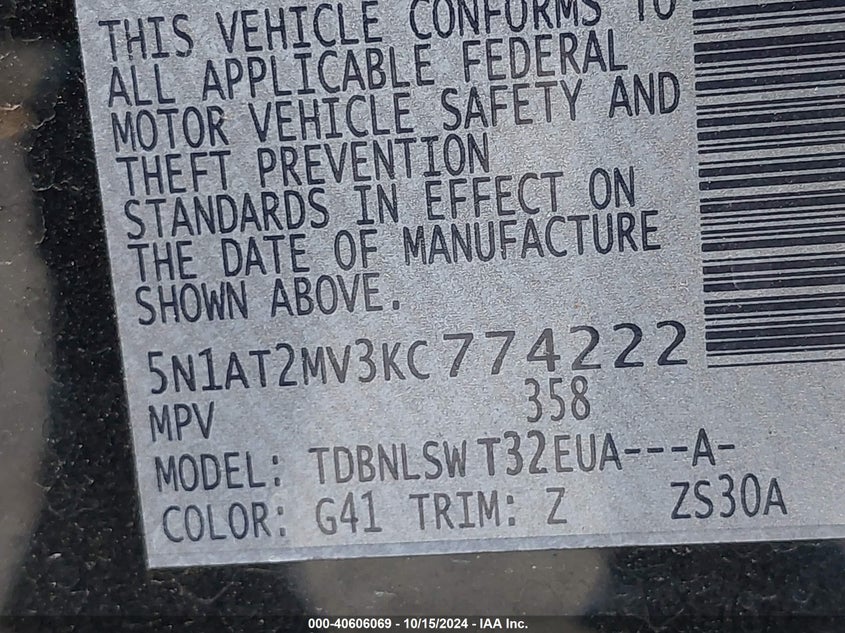 THIS VEHICLE CONFORMS TO
ALL APPLICABLE FEDERAL
MOTOR VEHICLE SAFETY AND
THEFT PREVENTION
STANDARDS IN EFFECT ON
THE DATE OF MANUFACTURE
SHOWN ABOVE.
5N1AT2MV3KC774222
MPV 358
MODEL: TDBNLSW T32EUA---A-
COLOR: G41 TRIM: Z ZS30A
000-40606069 - 10/15/2024 - IAA Inc.